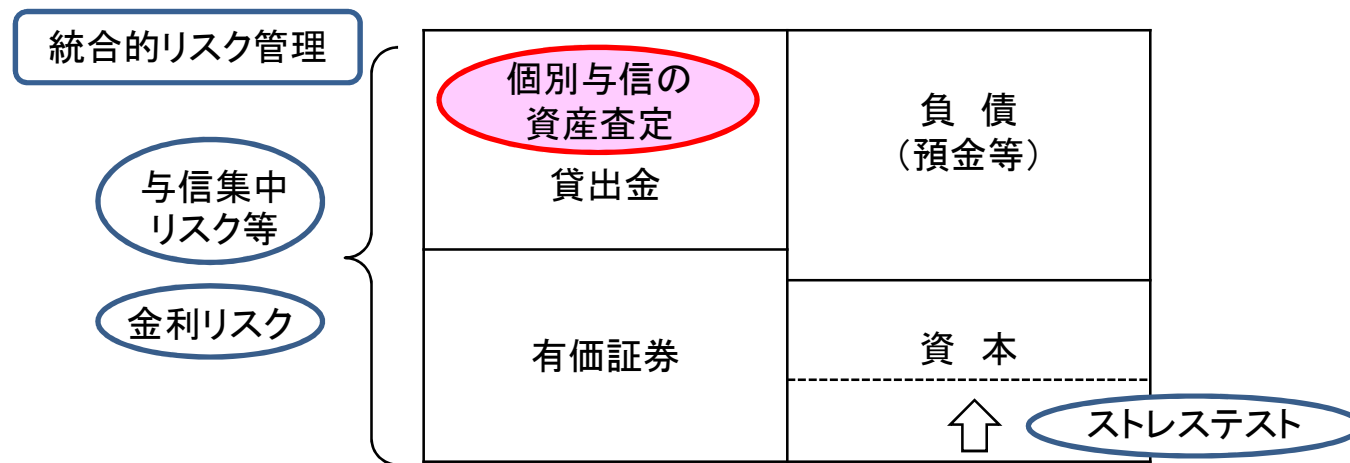 統合的リスク管理
個別与信の
資産査定
貸出金
負 債
（預金等）
与信集中
リスク等
金利リスク
有価証券
資 本
ストレステスト